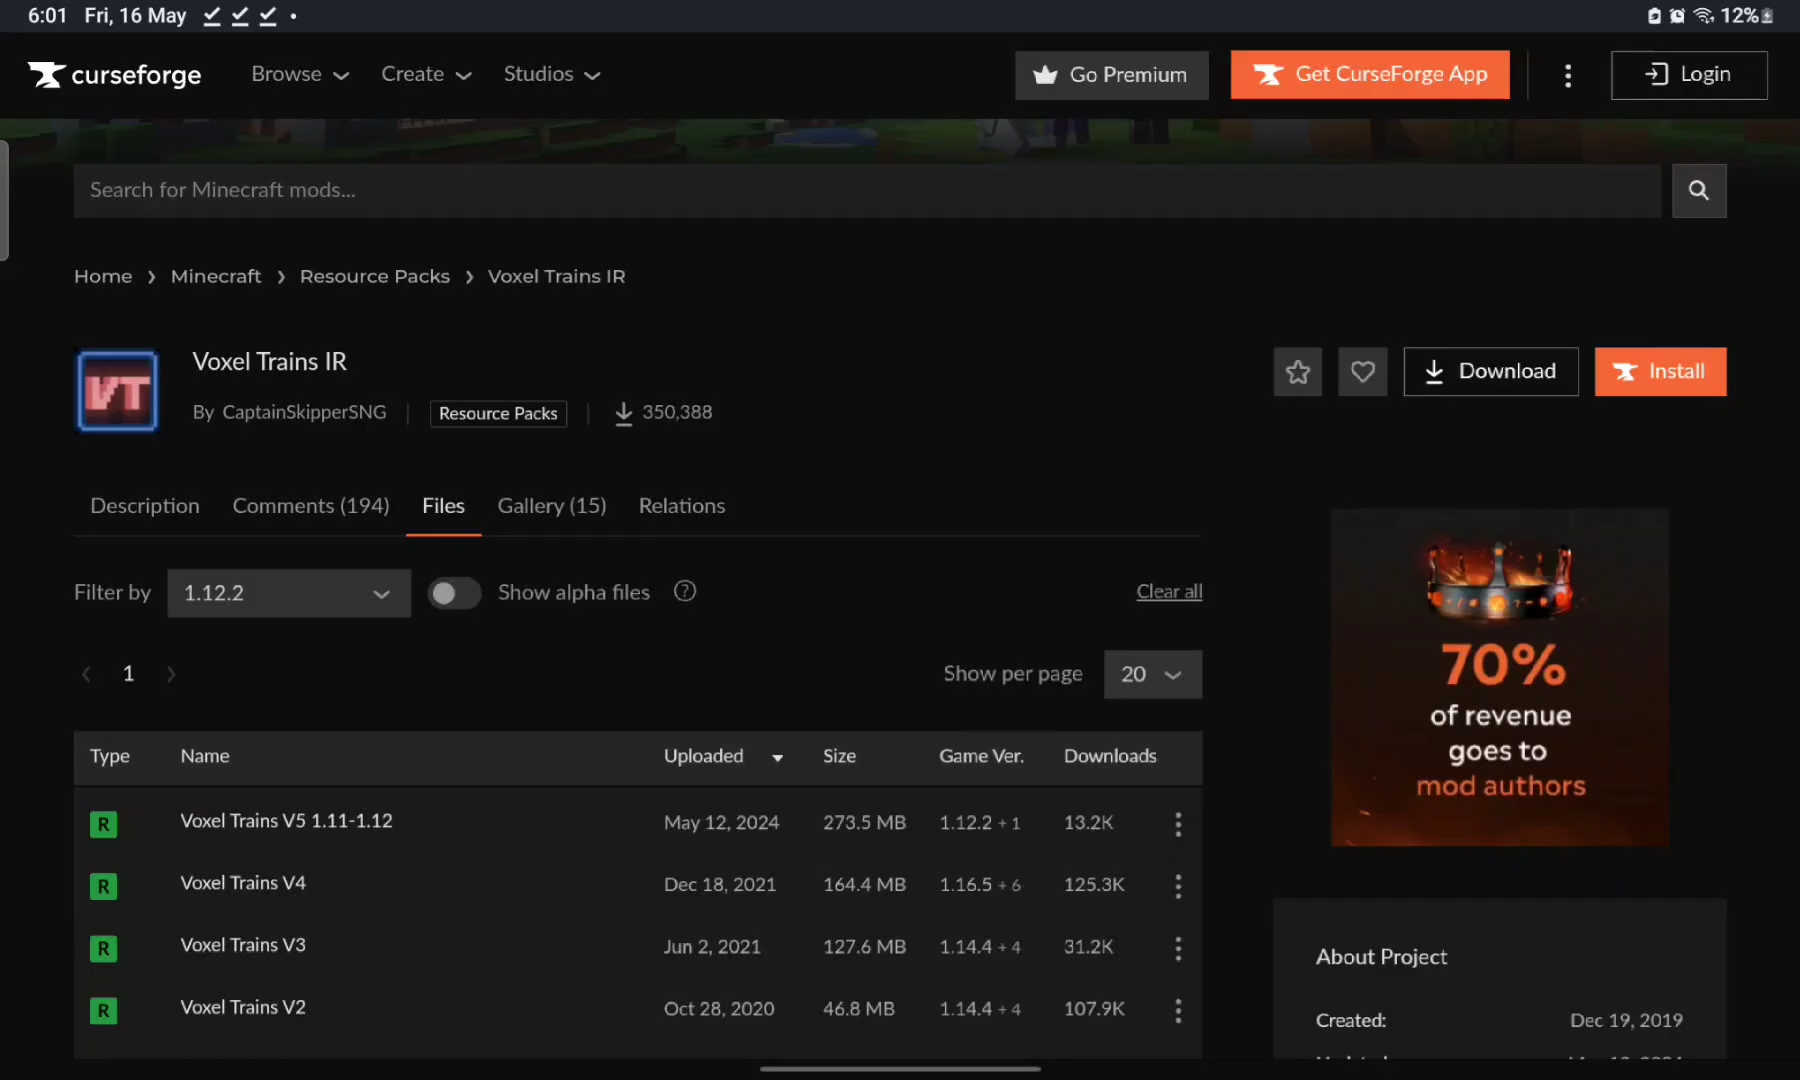 6:01 Fri, 16 May 12%
curseforge Browse Create Studios Go Premium Get CurseForge App Login
Search for Minecraft mods...
Home > Minecraft > Resource Packs > Voxel Trains IR
VT
Voxel Trains IR
By CaptainSkipperSNG | Resource Packs | 350,388
Download Install
Description Comments (194) Files Gallery (15) Relations
Filter by 1.12.2 Show alpha files ? Clear all
1 Show per page 20
Type Name Uploaded Size Game Ver. Downloads
R Voxel Trains V5 1.11-1.12 May 12, 2024 273.5 MB 1.12.2 + 1 13.2K
R Voxel Trains V4 Dec 18, 2021 164.4 MB 1.16.5 + 6 125.3K
R Voxel Trains V3 Jun 2, 2021 127.6 MB 1.14.4 + 4 31.2K
R Voxel Trains V2 Oct 28, 2020 46.8 MB 1.14.4 + 4 107.9K
70%
of revenue
goes to
mod authors
About Project
Created: Dec 19, 2019